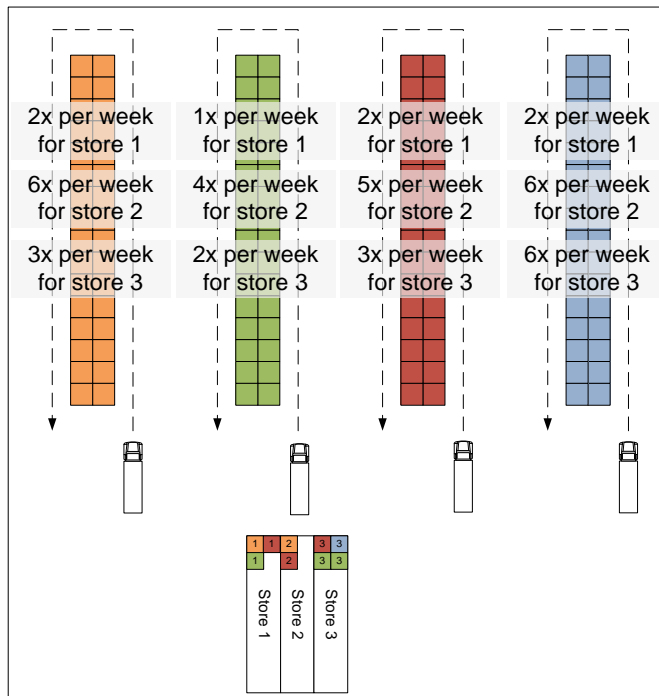 2x per week
for store 1
1x per week
for store 1
2x per week
for store 1
2x per week
for store 1
6x per week
for store 2
4x per week
for store 2
5x per week
for store 2
6x per week
for store 2
3x per week
for store 3
2x per week
for store 3
3x per week
for store 3
6x per week
for store 3
1 1 2 3 3
1 2 3 3
Store 1
Store 2
Store 3